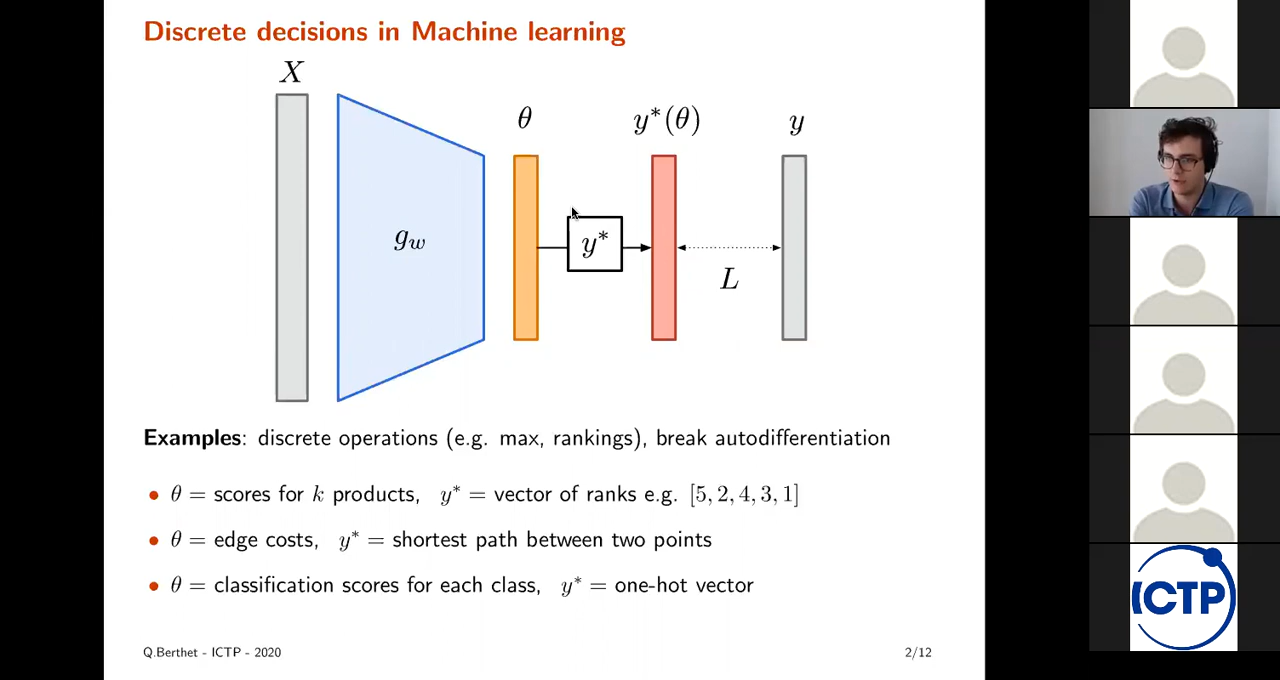 Discrete decisions in Machine learning
X
θ
y*(θ)
y
g_w
y*
L
Examples: discrete operations (e.g. max, rankings), break autodifferentiation
• θ = scores for k products, y* = vector of ranks e.g. [5, 2, 4, 3, 1]
• θ = edge costs, y* = shortest path between two points
• θ = classification scores for each class, y* = one-hot vector
Q.Berthet - ICTP - 2020
2/12
ICTP